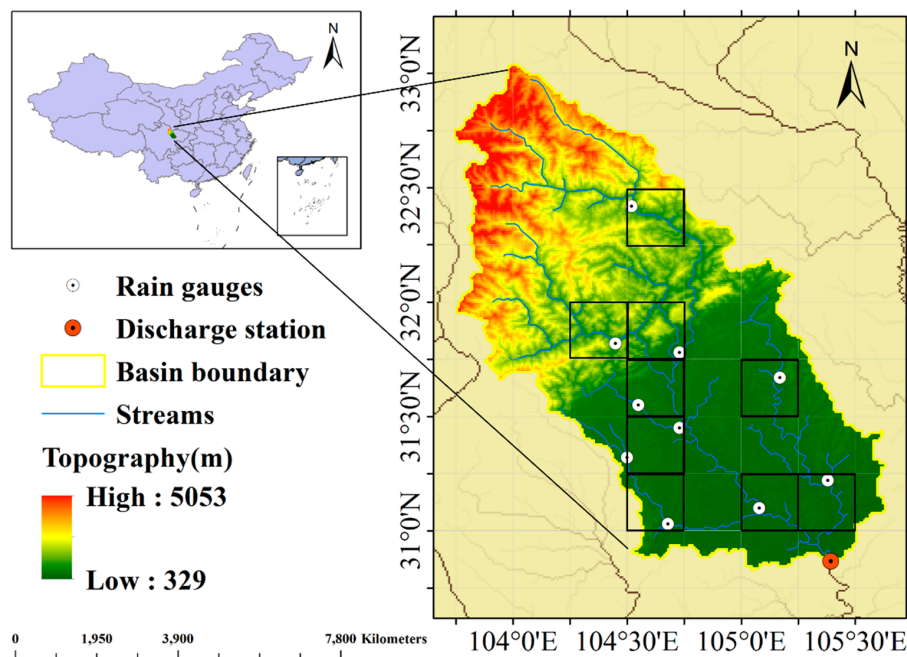 N
N
Rain gauges
Discharge station
Basin boundary
Streams
Topography(m)
High : 5053
Low : 329
0 1,950 3,900 7,800 Kilometers
33°0'N
32°30'N
32°0'N
31°30'N
31°0'N
104°0'E 104°30'E 105°0'E 105°30'E